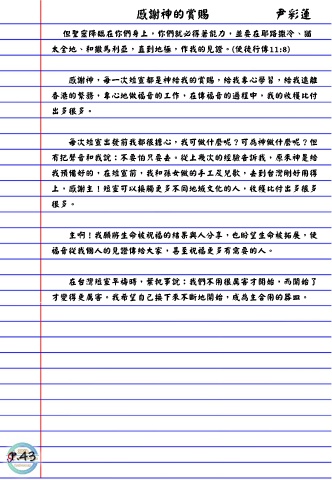 感謝神的賞賜 尹彩蓮
但聖靈降臨在你們身上，你們就必得著能力，並要在耶路撒冷、猶
太全地、和撒馬利亞，直到地極，作我的見證。(使徒行傳11:8)
感謝神，每一次短宣都是神給我的賞賜，給我專心學習，給我遠離
香港的繁務，專心地做福音的工作，在傳福音的過程中，我的收穫比付
出多很多。
每次短宣出發前我都很擔心，我可做什麼呢？可為神做什麼呢？但
有把聲音和我說：不要怕只要去。從上幾次的經驗告訴我，原來神是給
我預備好的，在短宣前，我和孫女做的手工及兒歌，去到台灣剛好用得
上，感謝主！短宣可以接觸更多不同地域文化的人，收穫比付出多很多
很多。
主啊！我願將生命被祝福的結果與人分享，也盼望生命被拓展，使
福音從我個人的見證傳給大家，甚至祝福更多有需要的人。
在台灣短宣早禱時，葉執事說：我們不用很厲害才開始，而開始了
才變得更厲害。我希望自己接下來不斷地開始，成為主合用的器皿。
P.43